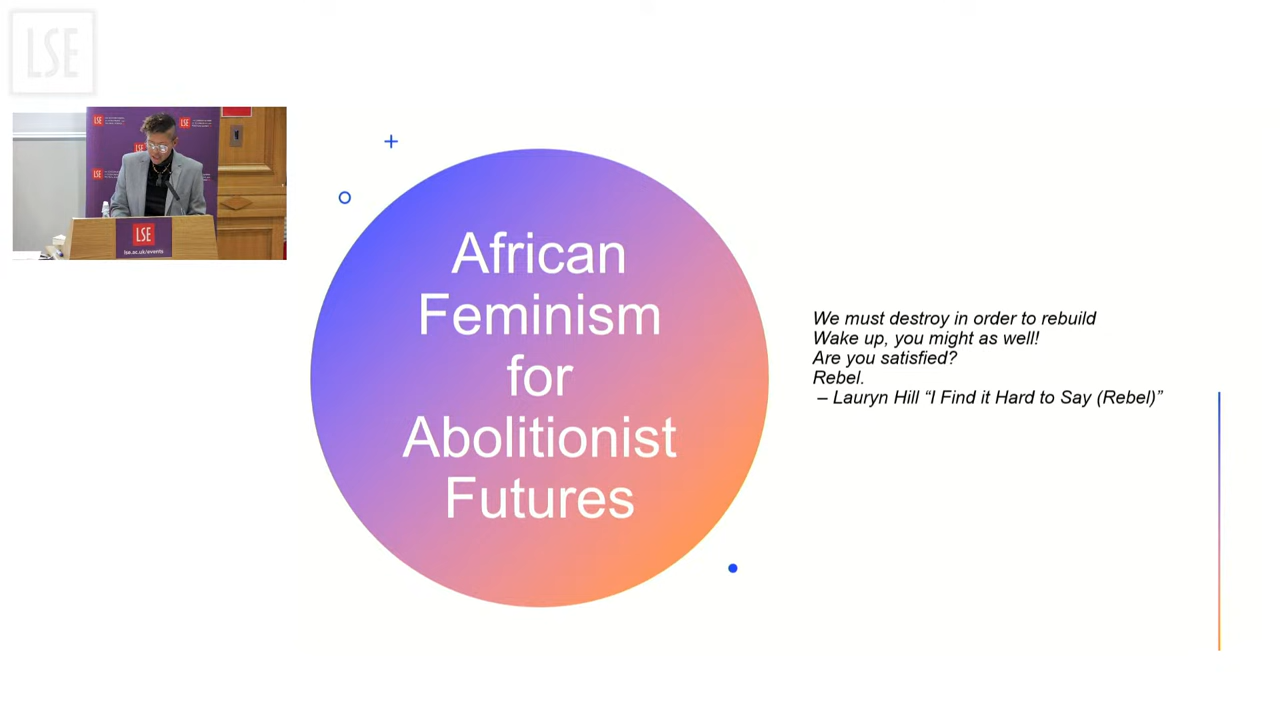 LSE
LSE
LSE
LSE
LSE
LSE
lse.ac.uk/events
African
Feminism
for
Abolitionist
Futures
We must destroy in order to rebuild
Wake up, you might as well!
Are you satisfied?
Rebel.
– Lauryn Hill “I Find it Hard to Say (Rebel)”